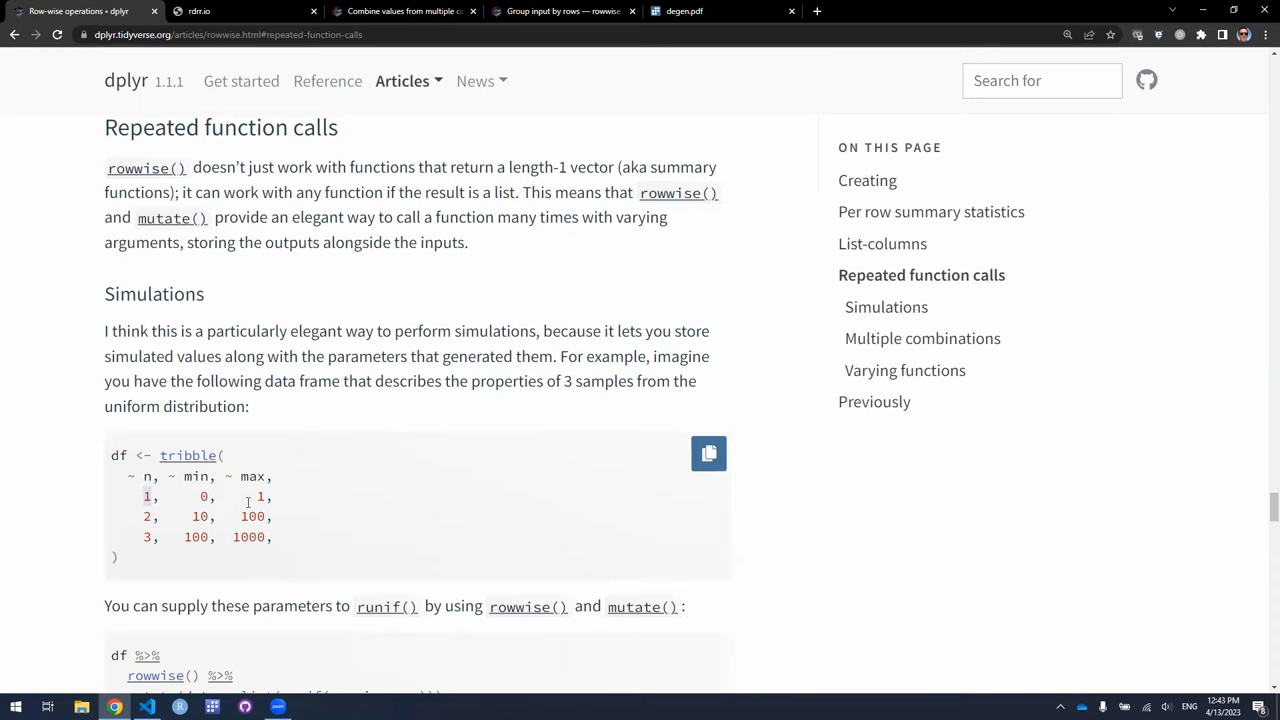 Row-wise operations • dplyr
rdrr.io
Combine values from multiple co
Group input by rows — rowwise •
degen.pdf
dplyr.tidyverse.org/articles/rowwise.html#repeated-function-calls
dplyr 1.1.1 Get started Reference Articles News Search for
Repeated function calls
rowwise() doesn’t just work with functions that return a length-1 vector (aka summary
functions); it can work with any function if the result is a list. This means that rowwise()
and mutate() provide an elegant way to call a function many times with varying
arguments, storing the outputs alongside the inputs.
Simulations
I think this is a particularly elegant way to perform simulations, because it lets you store
simulated values along with the parameters that generated them. For example, imagine
you have the following data frame that describes the properties of 3 samples from the
uniform distribution:
df <- tribble(
~ n, ~ min, ~ max,
1, 0, 1,
2, 10, 100,
3, 100, 1000,
)
You can supply these parameters to runif() by using rowwise() and mutate() :
df %>%
rowwise() %>%
ON THIS PAGE
Creating
Per row summary statistics
List-columns
Repeated function calls
Simulations
Multiple combinations
Varying functions
Previously
ENG
12:43 PM
4/13/2023